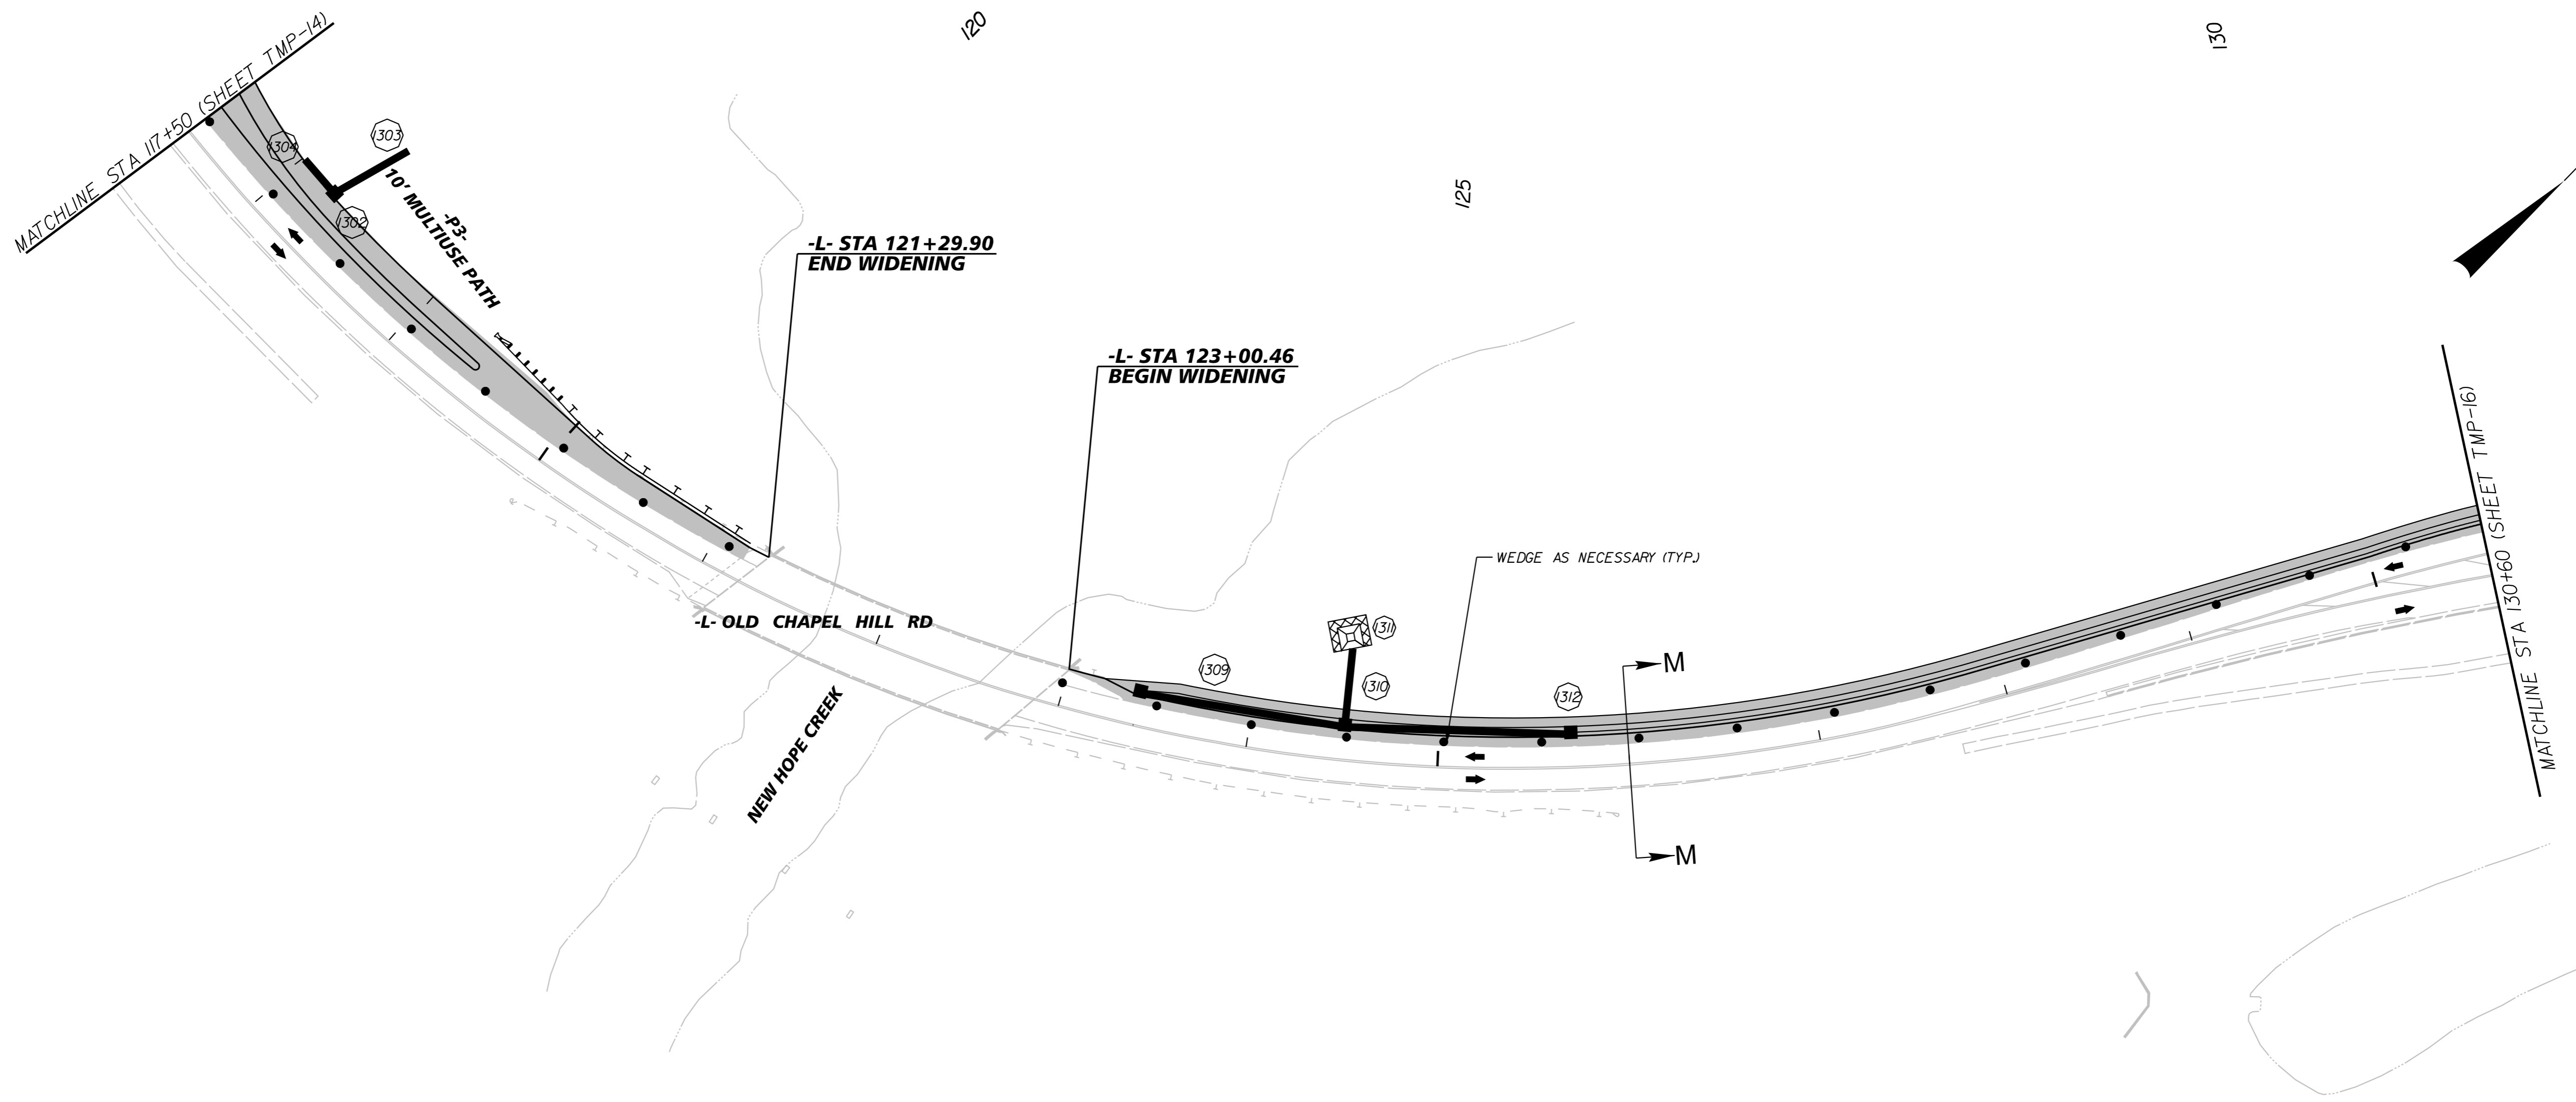 120
130
MATCHLINE STA 117+50 (SHEET TMP-14)
1304
1303
1302
-P3-
10' MULTIUSE PATH
125
-L- STA 121+29.90
END WIDENING
-L- STA 123+00.46
BEGIN WIDENING
WEDGE AS NECESSARY (TYP.)
-L- OLD CHAPEL HILL RD
NEW HOPE CREEK
1309
1311
1310
1312
M
M
MATCHLINE STA 130+60 (SHEET TMP-16)